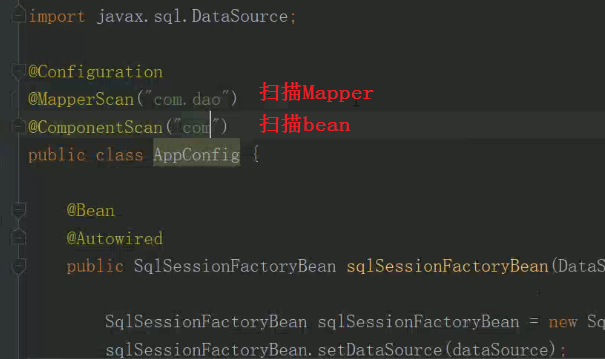 import javax.sql.DataSource;
@Configuration
@MapperScan("com.dao") 扫描Mapper
@ComponentScan("com") 扫描bean
public class AppConfig {
@Bean
@Autowired
public SqlSessionFactoryBean sqlSessionFactoryBean(DataS
SqlSessionFactoryBean sqlSessionFactoryBean = new Sq
sqlSessionFactoryBean.setDataSource(dataSource);